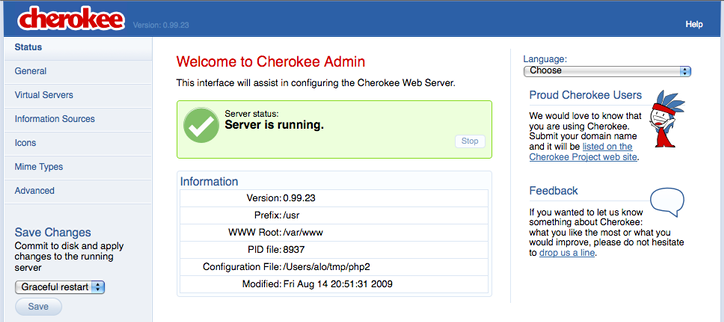 cherokee Version: 0.99.23
Help
Status
General
Virtual Servers
Information Sources
Icons
Mime Types
Advanced
Save Changes
Commit to disk and apply
changes to the running
server
Graceful restart
Save
Welcome to Cherokee Admin
This interface will assist in configuring the Cherokee Web Server.
Server status:
Server is running.
Stop
Information
Version: 0.99.23
Prefix: /usr
WWW Root: /var/www
PID file: 8937
Configuration File: /Users/alo/tmp/php2
Modified: Fri Aug 14 20:51:31 2009
Language:
Choose
Proud Cherokee Users
We would love to know that
you are using Cherokee.
Submit your domain name
and it will be listed on the
Cherokee Project web site.
Feedback
If you wanted to let us know
something about Cherokee:
what you like the most or what you
would improve, please do not hesitate
to drop us a line.